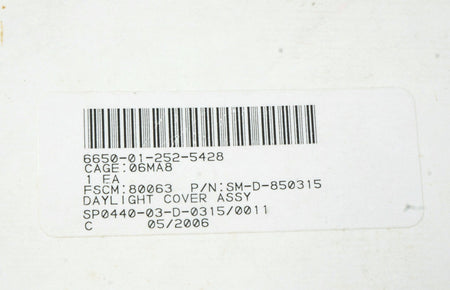 6650-01-252-5428
CAGE:06MA8
1 EA
FSCM:80063 P/N:SM-D-850315
DAYLIGHT COVER ASSY
SP0440-03-D-0315/0011
C 05/2006